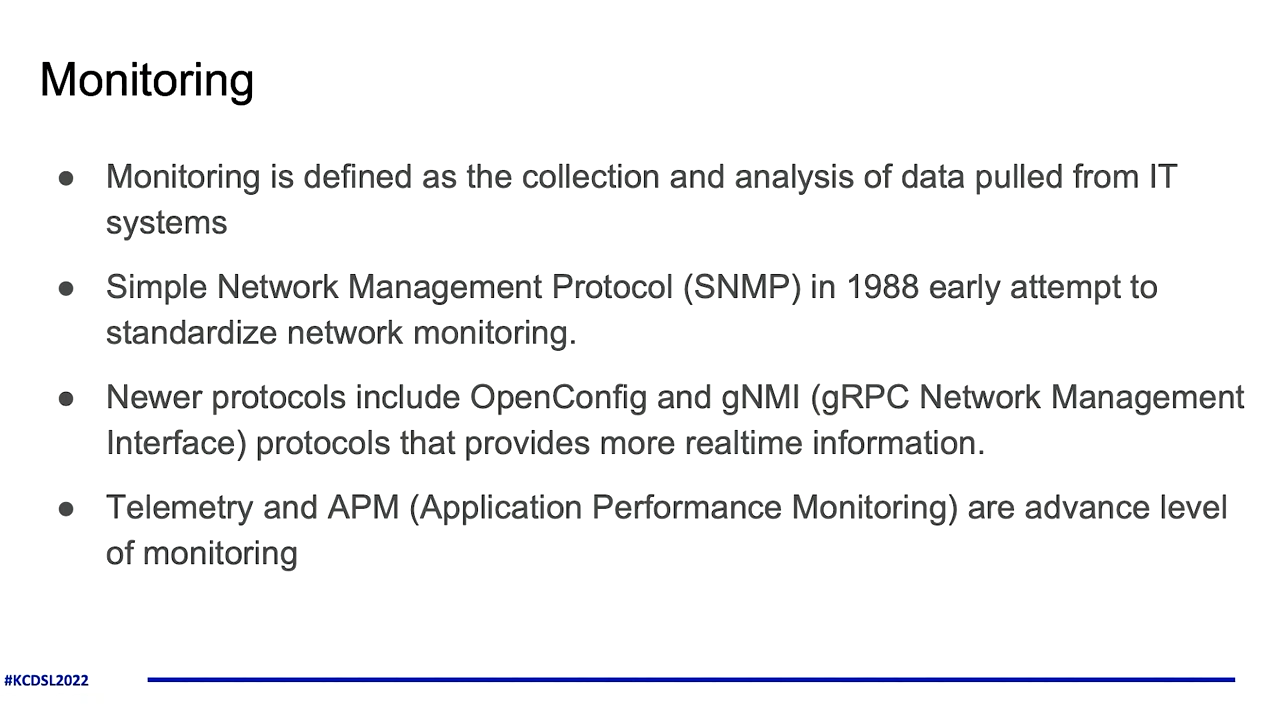 Monitoring
● Monitoring is defined as the collection and analysis of data pulled from IT
systems
● Simple Network Management Protocol (SNMP) in 1988 early attempt to
standardize network monitoring.
● Newer protocols include OpenConfig and gNMI (gRPC Network Management
Interface) protocols that provides more realtime information.
● Telemetry and APM (Application Performance Monitoring) are advance level
of monitoring
#KCDSL2022